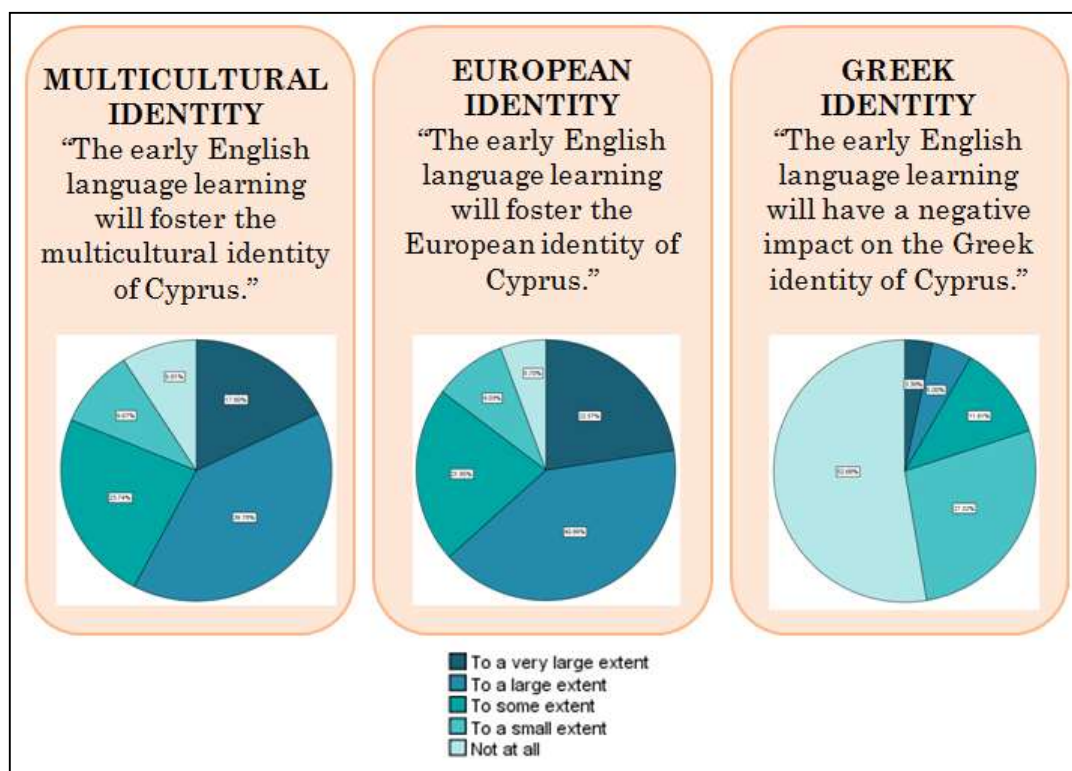 MULTICULTURAL
IDENTITY
“The early English
language learning
will foster the
multicultural identity
of Cyprus.”
EUROPEAN
IDENTITY
“The early English
language learning
will foster the
European identity of
Cyprus.”
GREEK
IDENTITY
“The early English
language learning
will have a negative
impact on the Greek
identity of Cyprus.”
23.74%
To a very large extent
To a large extent
To some extent
To a small extent
Not at all